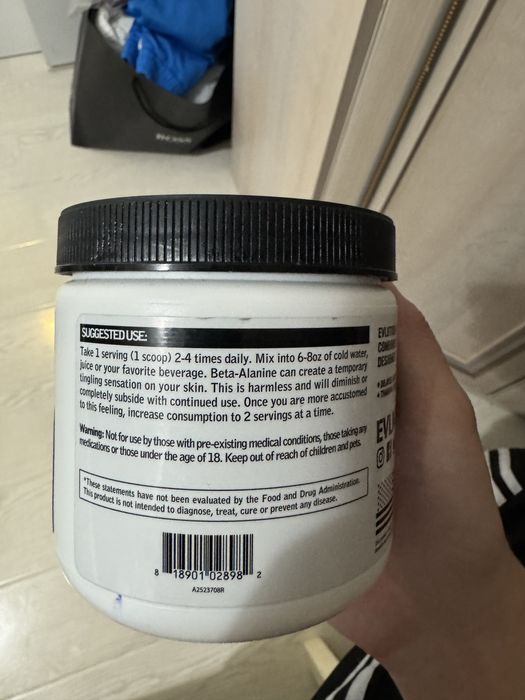 SUGGESTED USE:
Take 1 serving (1 scoop) 2-4 times daily. Mix into 6-8oz of cold water,
juice or your favorite beverage. Beta-Alanine can create a temporary
tingling sensation on your skin. This is harmless and will diminish or
completely subside with continued use. Once you are more accustomed
to this feeling, increase consumption to 2 servings at a time.
Warning: Not for use by those with pre-existing medical conditions, those taking any
medications or those under the age of 18. Keep out of reach of children and pets.
*These statements have not been evaluated by the Food and Drug Administration.
This product is not intended to diagnose, treat, cure or prevent any disease.
8 18901 02898 2
A2523708R